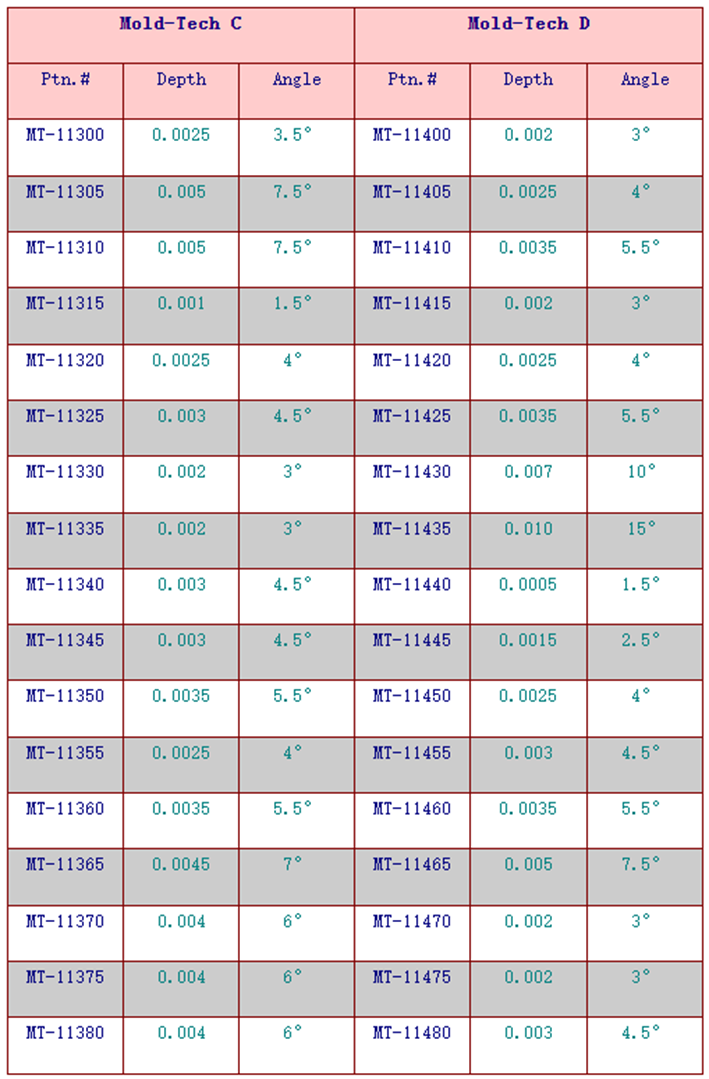 Mold-Tech C Mold-Tech D
Ptn.# Depth Angle Ptn.# Depth Angle
MT-11300 0.0025 3.5° MT-11400 0.002 3°
MT-11305 0.005 7.5° MT-11405 0.0025 4°
MT-11310 0.005 7.5° MT-11410 0.0035 5.5°
MT-11315 0.001 1.5° MT-11415 0.002 3°
MT-11320 0.0025 4° MT-11420 0.0025 4°
MT-11325 0.003 4.5° MT-11425 0.0035 5.5°
MT-11330 0.002 3° MT-11430 0.007 10°
MT-11335 0.002 3° MT-11435 0.010 15°
MT-11340 0.003 4.5° MT-11440 0.0005 1.5°
MT-11345 0.003 4.5° MT-11445 0.0015 2.5°
MT-11350 0.0035 5.5° MT-11450 0.0025 4°
MT-11355 0.0025 4° MT-11455 0.003 4.5°
MT-11360 0.0035 5.5° MT-11460 0.0035 5.5°
MT-11365 0.0045 7° MT-11465 0.005 7.5°
MT-11370 0.004 6° MT-11470 0.002 3°
MT-11375 0.004 6° MT-11475 0.002 3°
MT-11380 0.004 6° MT-11480 0.003 4.5°